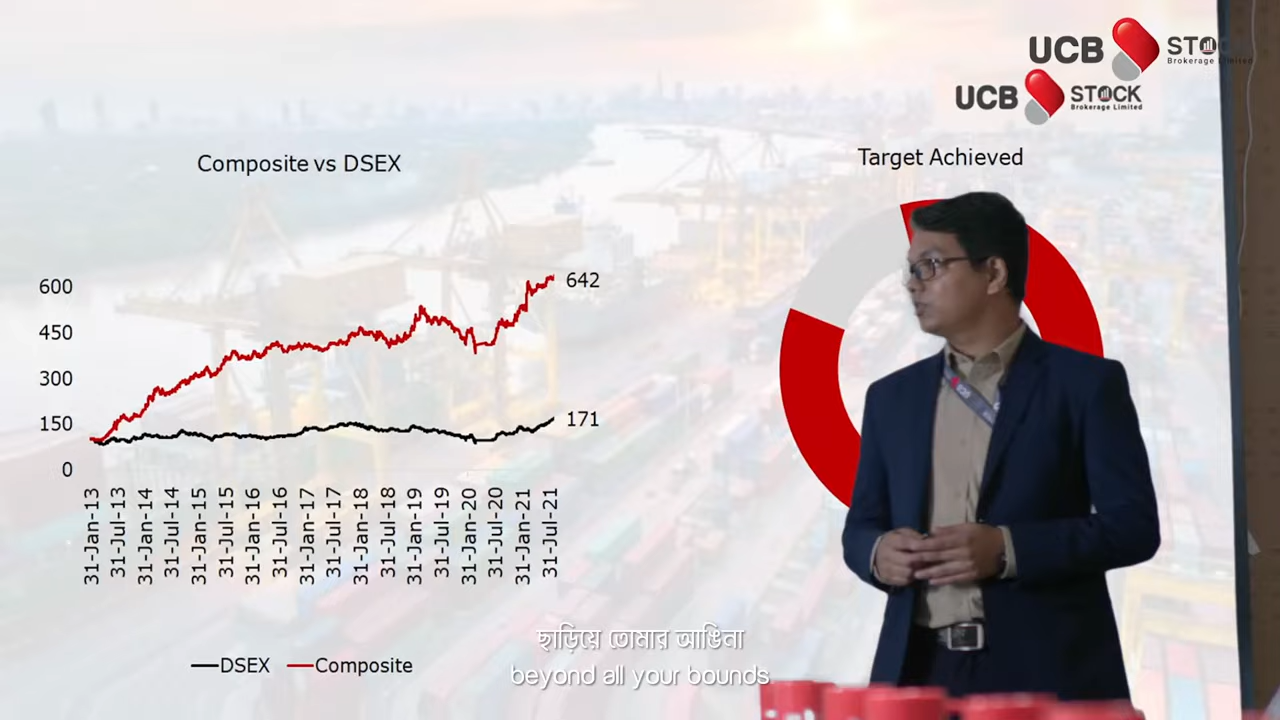 UCB STOCK
Brokerage Limited
UCB STOCK
Brokerage Limited
Composite vs DSEX
Target Achieved
600
450
300
150
0
642
171
31-Jan-13
31-Jul-13
31-Jan-14
31-Jul-14
31-Jan-15
31-Jul-15
31-Jan-16
31-Jul-16
31-Jan-17
31-Jul-17
31-Jan-18
31-Jul-18
31-Jan-19
31-Jul-19
31-Jan-20
31-Jul-20
31-Jan-21
31-Jul-21
DSEX
Composite
ছাড়িয়ে তোমার আঙিনা
beyond all your bounds